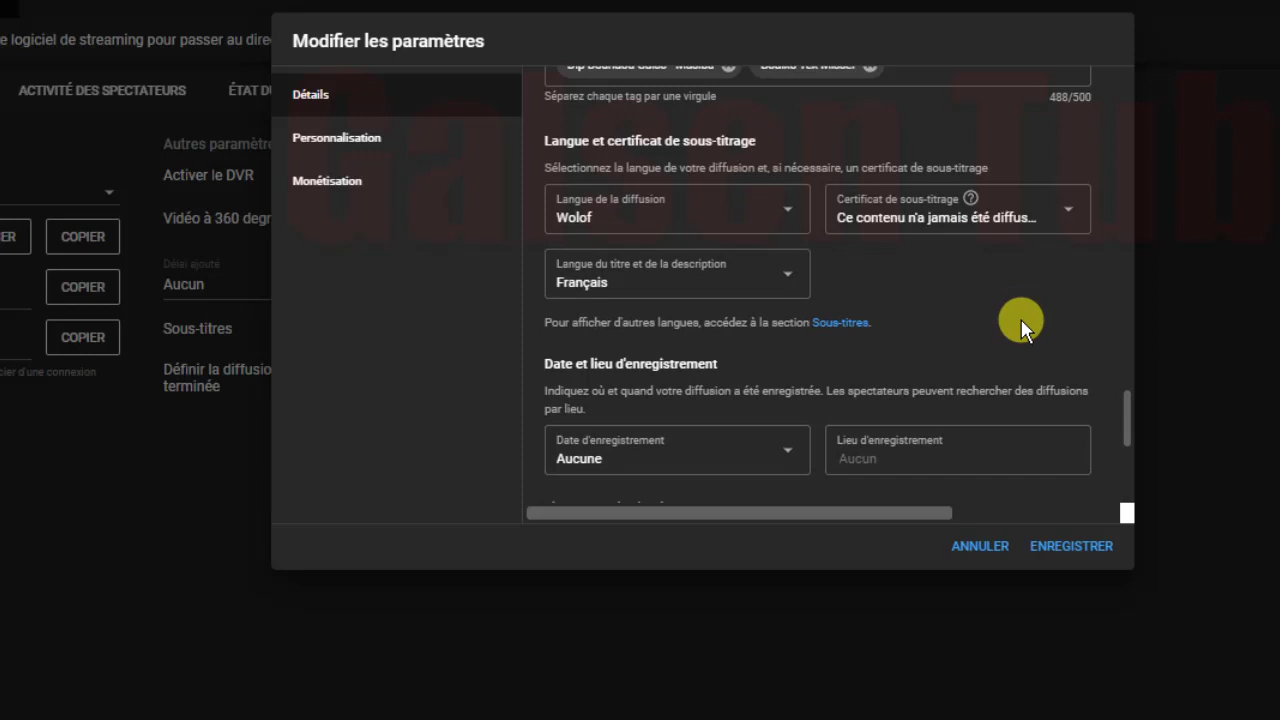 Modifier les paramètres
e logiciel de streaming pour passer au dire
ACTIVITÉ DES SPECTATEURS
ÉTAT DU
Autres paramètre
Activer le DVR
Vidéo à 360 degr
ER
COPIER
Délai ajouté
Aucun
COPIER
Sous-titres
COPIER
cier d'une connexion
Définir la diffusio
terminée
Détails
Personnalisation
Monétisation
Séparez chaque tag par une virgule
488/500
Langue et certificat de sous-titrage
Sélectionnez la langue de votre diffusion et, si nécessaire, un certificat de sous-titrage
Langue de la diffusion
Wolof
Certificat de sous-titrage
Ce contenu n'a jamais été diffus...
Langue du titre et de la description
Français
Pour afficher d'autres langues, accédez à la section Sous-titres.
Date et lieu d'enregistrement
Indiquez où et quand votre diffusion a été enregistrée. Les spectateurs peuvent rechercher des diffusions
par lieu.
Date d'enregistrement
Aucune
Lieu d'enregistrement
Aucun
ANNULER
ENREGISTRER